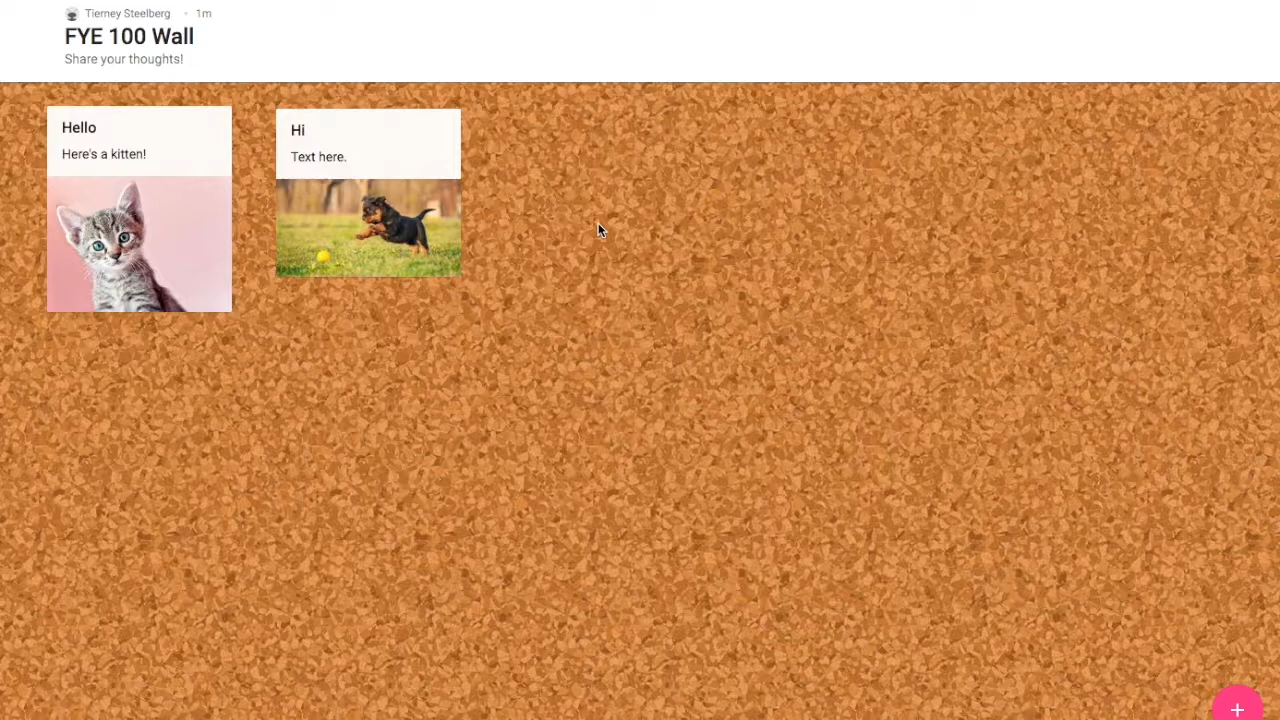 Tierney Steelberg • 1m
FYE 100 Wall
Share your thoughts!
Hello
Here's a kitten!
Hi
Text here.
+